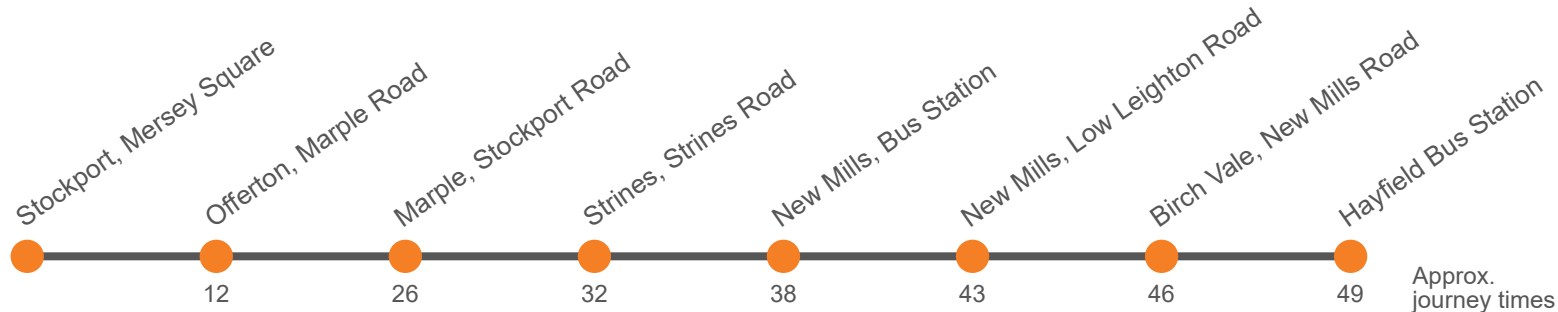 Stockport, Mersey Square
Offerton, Marple Road
Marple, Stockport Road
Strines, Strines Road
New Mills, Bus Station
New Mills, Low Leighton Road
Birch Vale, New Mills Road
Hayfield Bus Station
12
26
32
38
43
46
49
Approx.
journey times